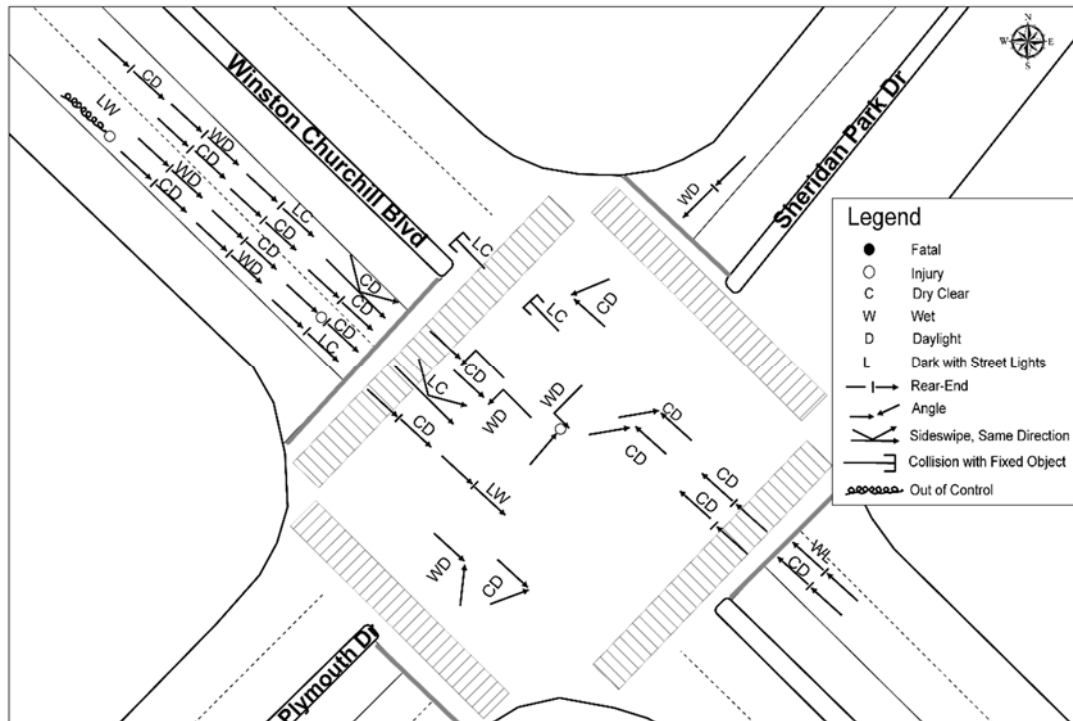 N
W E
S
Winston Churchill Blvd
Sheridan Park Dr
Plymouth Dr
CD
LW
WD
CD
WD
CD
CD
LC
CD
CD
WD
CD
CD
CD
LC
WD
LC
LC
CD
CD
LC
WD
WD
CD
CD
CD
LW
CD
CD
WL
CD
WD
CD
Legend
Fatal
Injury
C Dry Clear
W Wet
D Daylight
L Dark with Street Lights
Rear-End
Angle
Sideswipe, Same Direction
Collision with Fixed Object
Out of Control